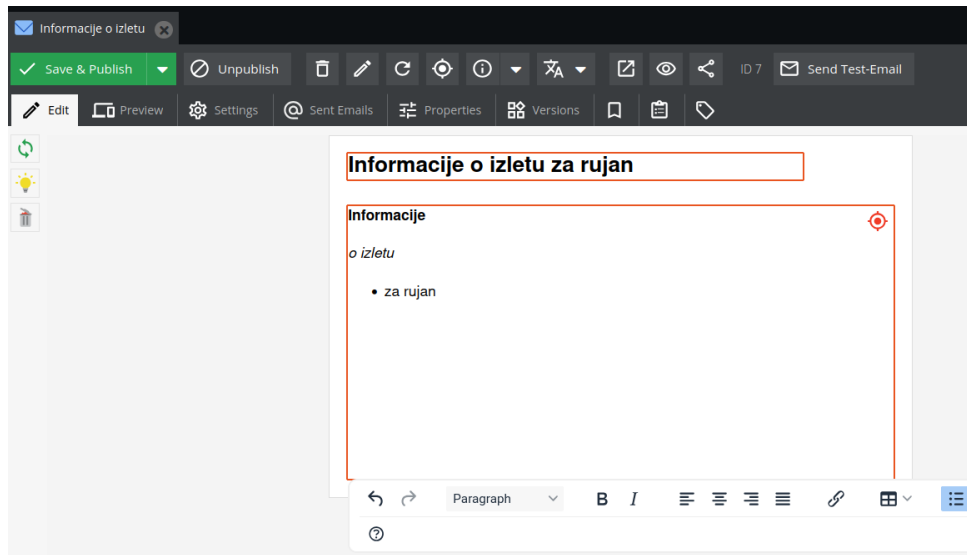 Informacije o izletu
Save & Publish Unpublish ID 7 Send Test-Email
Edit Preview Settings Sent Emails Properties Versions
Informacije o izletu za rujan
Informacije
o izletu
• za rujan
Paragraph B I